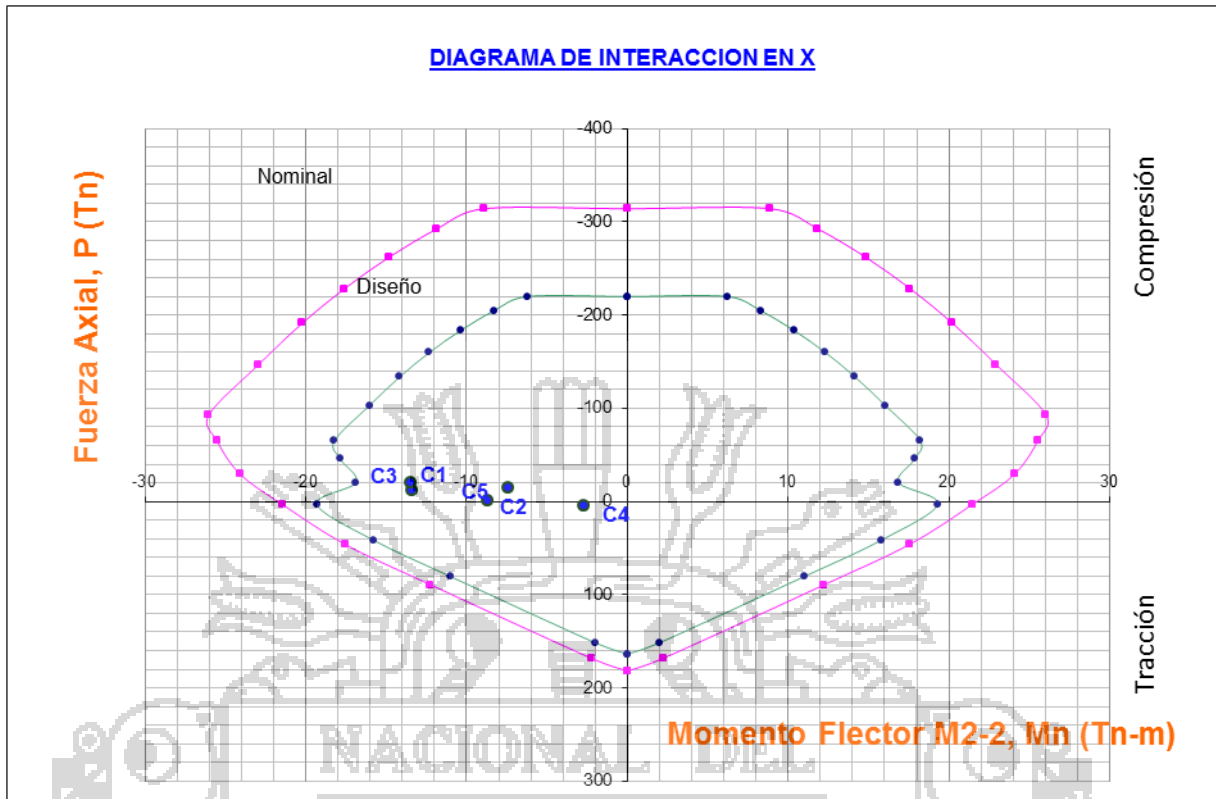 DIAGRAMA DE INTERACCION EN X
Fuerza Axial, P (Tn)
Compresión
Tracción
Nominal
Diseño
-400
-300
-200
-100
0
100
200
300
-30
-20
-10
0
10
20
30
C3
C1
C5
C2
C4
Momento Flector M2-2, Mn (Tn-m)
NACIONAL DEL